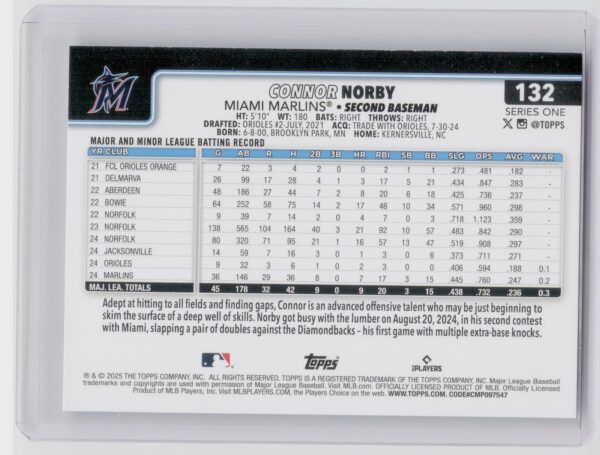 CONNOR NORBY
132
MIAMI MARLINS® • SECOND BASEMAN
SERIES ONE
HT: 5'10" WT: 180 BATS: RIGHT THROWS: RIGHT
@TOPPS
DRAFTED: ORIOLES #2-JULY, 2021 ACQ: TRADE WITH ORIOLES, 7-30-24
BORN: 6-8-00, BROOKLYN PARK, MN HOME: KERNERSVILLE, NC
MAJOR AND MINOR LEAGUE BATTING RECORD
YR CLUB G AB R H 2B 3B HR RBI SB BB SLG OPS AVG WAR
21 FCL ORIOLES ORANGE 7 22 3 4 2 0 0 2 1 1 .273 .481 .182 -
21 DELMARVA 26 99 17 28 4 1 3 17 5 21 .434 .847 .283 -
22 ABERDEEN 48 186 27 44 7 2 8 20 6 18 .425 .736 .237 -
22 BOWIE 64 252 58 75 14 2 17 46 10 34 .571 .960 .298 -
22 NORFOLK 9 39 7 14 2 0 4 7 0 3 .718 1.123 .359 -
23 NORFOLK 138 565 104 164 40 3 21 92 10 57 .483 .842 .290 -
24 NORFOLK 80 320 71 95 21 1 16 57 13 47 .519 .908 .297 -
24 JACKSONVILLE 14 59 7 16 3 1 3 .271 -
24 ORIOLES 9 32 3 6 1 0 2 3 0 .406 .594 .188 0.1
24 MARLINS 36 146 29 36 8 0 7 17 3 15 .445 .760 .247 0.2
MAJ. LEA. TOTALS 45 178 32 42 9 0 9 20 3 15 .438 .732 .236 0.3
Adept at hitting to all fields and finding gaps, Connor is an advanced offensive talent who may be just beginning to
skim the surface of a deep well of skills. Norby got busy with the lumber on August 20, 2024, in his second contest
with Miami, slapping a pair of doubles against the Diamondbacks – his first game with multiple extra-base knocks.
Topps
PLAYERS
® & © 2025 THE TOPPS COMPANY, INC. ALL RIGHTS RESERVED. TOPPS IS A REGISTERED TRADEMARK OF THE TOPPS COMPANY, INC. Major League Baseball
trademarks and copyrights are used with permission of Major League Baseball. Visit MLB.com. OFFICIALLY LICENSED PRODUCT OF MLB Players, Inc. Officially Licensed
Product of MLB Players, Inc. Visit MLBPLAYERS.com, the Players Choice on the web. WWW.TOPPS.COM. CODE#CMP097547